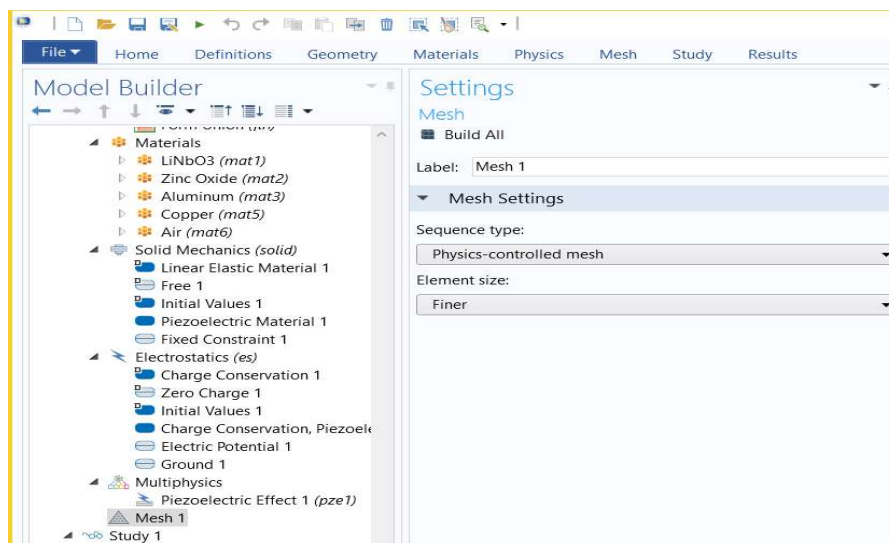 File Home Definitions Geometry Materials Physics Mesh Study Results
Model Builder
Form Union (fin)
Materials
LiNbO3 (mat1)
Zinc Oxide (mat2)
Aluminum (mat3)
Copper (mat5)
Air (mat6)
Solid Mechanics (solid)
Linear Elastic Material 1
Free 1
Initial Values 1
Piezoelectric Material 1
Fixed Constraint 1
Electrostatics (es)
Charge Conservation 1
Zero Charge 1
Initial Values 1
Charge Conservation, Piezoele
Electric Potential 1
Ground 1
Multiphysics
Piezoelectric Effect 1 (pze1)
Mesh 1
Study 1
Settings
Mesh
Build All
Label: Mesh 1
Mesh Settings
Sequence type:
Physics-controlled mesh
Element size:
Finer